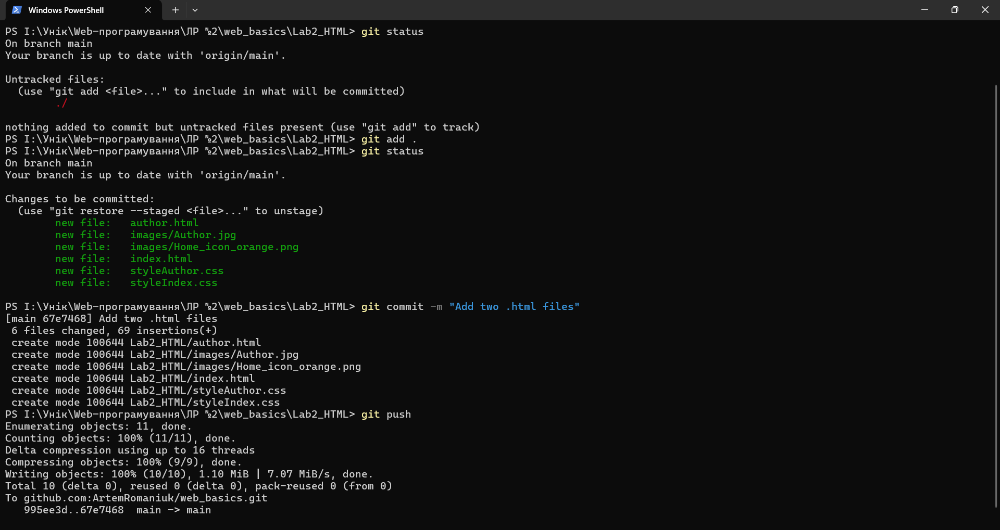 Windows PowerShell
PS I:\Унік\Web-програмування\ЛР №2\web_basics\Lab2_HTML> git status
On branch main
Your branch is up to date with 'origin/main'.
Untracked files:
  (use "git add <file>..." to include in what will be committed)
        ./
nothing added to commit but untracked files present (use "git add" to track)
PS I:\Унік\Web-програмування\ЛР №2\web_basics\Lab2_HTML> git add .
PS I:\Унік\Web-програмування\ЛР №2\web_basics\Lab2_HTML> git status
On branch main
Your branch is up to date with 'origin/main'.
Changes to be committed:
  (use "git restore --staged <file>..." to unstage)
        new file:   author.html
        new file:   images/Author.jpg
        new file:   images/Home_icon_orange.png
        new file:   index.html
        new file:   styleAuthor.css
        new file:   styleIndex.css
PS I:\Унік\Web-програмування\ЛР №2\web_basics\Lab2_HTML> git commit -m "Add two .html files"
[main 67e7468] Add two .html files
 6 files changed, 69 insertions(+)
 create mode 100644 Lab2_HTML/author.html
 create mode 100644 Lab2_HTML/images/Author.jpg
 create mode 100644 Lab2_HTML/images/Home_icon_orange.png
 create mode 100644 Lab2_HTML/index.html
 create mode 100644 Lab2_HTML/styleAuthor.css
 create mode 100644 Lab2_HTML/styleIndex.css
PS I:\Унік\Web-програмування\ЛР №2\web_basics\Lab2_HTML> git push
Enumerating objects: 11, done.
Counting objects: 100% (11/11), done.
Delta compression using up to 16 threads
Compressing objects: 100% (9/9), done.
Writing objects: 100% (10/10), 1.10 MiB | 7.07 MiB/s, done.
Total 10 (delta 0), reused 0 (delta 0), pack-reused 0 (from 0)
To github.com:ArtemRomaniuk/web_basics.git
   995ee3d..67e7468  main -> main